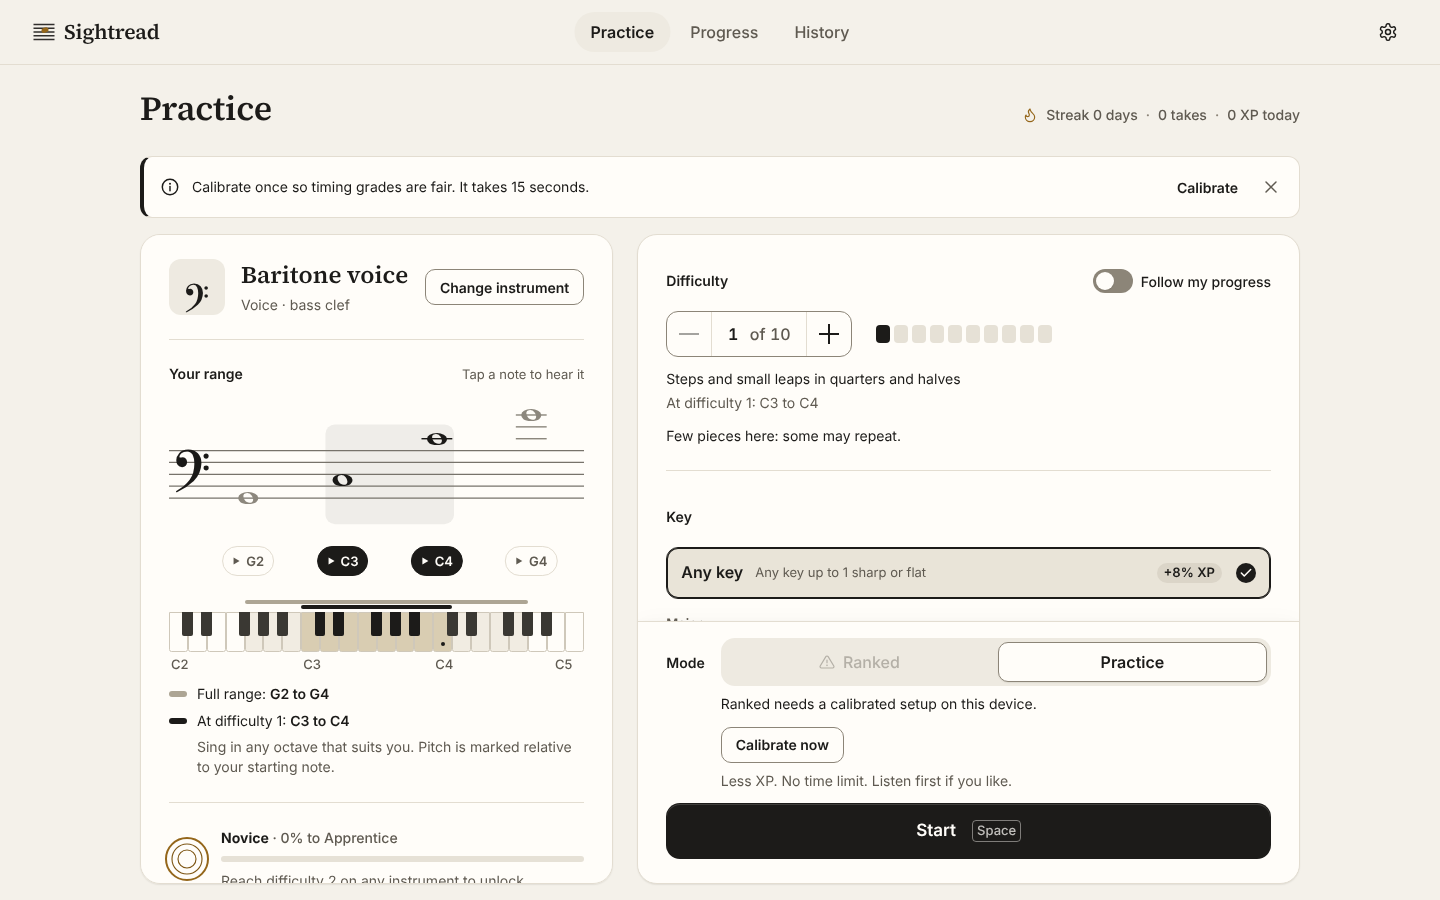 Sightread
Practice
Progress
History
Practice
Streak 0 days · 0 takes · 0 XP today
Calibrate once so timing grades are fair. It takes 15 seconds.
Calibrate
Baritone voice
Voice · bass clef
Change instrument
Your range
Tap a note to hear it
G2
C3
C4
G4
C2
C3
C4
C5
Full range: G2 to G4
At difficulty 1: C3 to C4
Sing in any octave that suits you. Pitch is marked relative
to your starting note.
Novice · 0% to Apprentice
Reach difficulty 2 on any instrument to unlock
Difficulty
Follow my progress
1 of 10
Steps and small leaps in quarters and halves
At difficulty 1: C3 to C4
Few pieces here: some may repeat.
Key
Any key
Any key up to 1 sharp or flat
+8% XP
Mode
Ranked
Practice
Ranked needs a calibrated setup on this device.
Calibrate now
Less XP. No time limit. Listen first if you like.
Start
Space